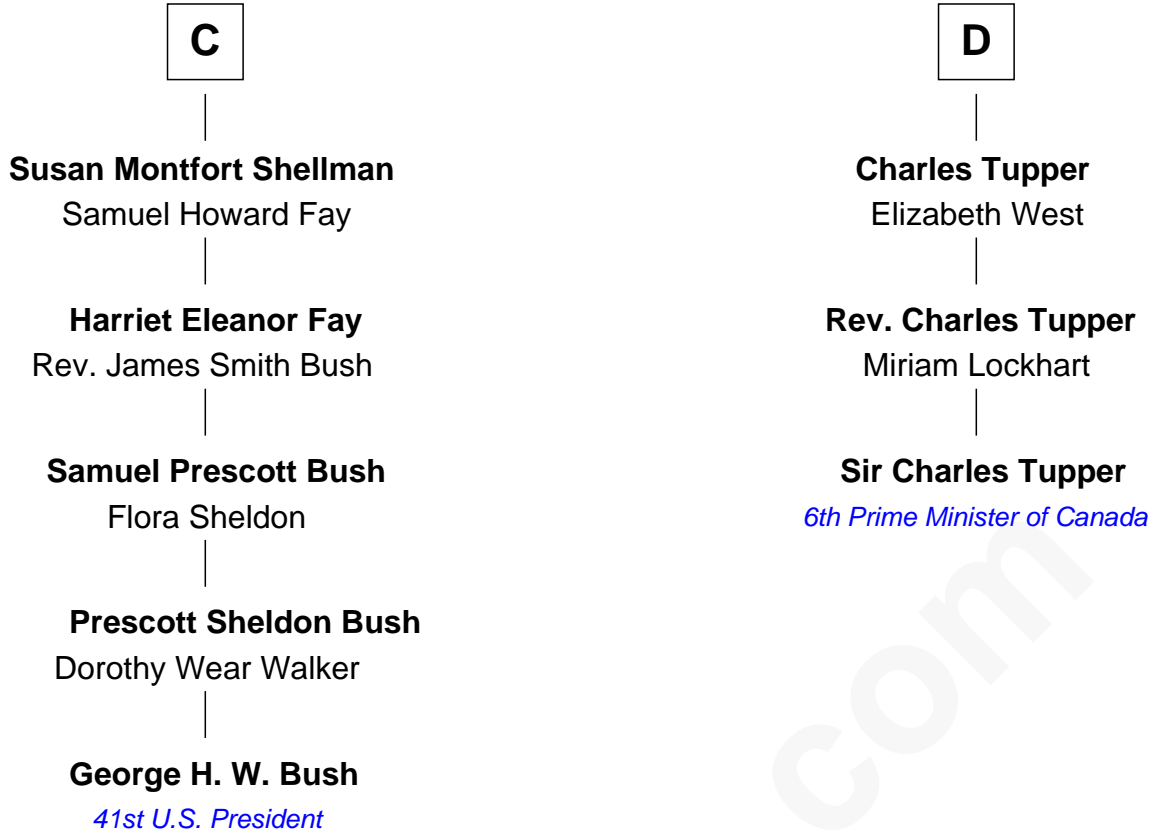 C
Susan Montfort Shellman
Samuel Howard Fay
Harriet Eleanor Fay
Rev. James Smith Bush
Samuel Prescott Bush
Flora Sheldon
Prescott Sheldon Bush
Dorothy Wear Walker
George H. W. Bush
41st U.S. President
D
Charles Tupper
Elizabeth West
Rev. Charles Tupper
Miriam Lockhart
Sir Charles Tupper
6th Prime Minister of Canada
com